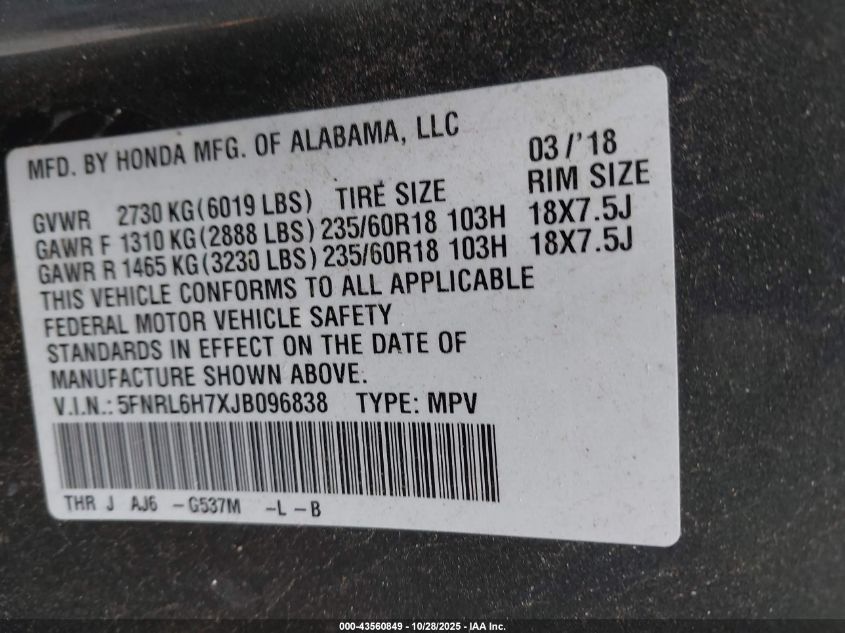 MFD. BY HONDA MFG. OF ALABAMA, LLC 03/'18
GVWR 2730 KG(6019 LBS) TIRE SIZE RIM SIZE
GAWR F 1310 KG(2888 LBS) 235/60R18 103H 18X7.5J
GAWR R 1465 KG(3230 LBS) 235/60R18 103H 18X7.5J
THIS VEHICLE CONFORMS TO ALL APPLICABLE
FEDERAL MOTOR VEHICLE SAFETY
STANDARDS IN EFFECT ON THE DATE OF
MANUFACTURE SHOWN ABOVE.
V.I.N.: 5FNRL6H7XJB096838 TYPE: MPV
THR J AJ6 -G537M -L -B
000-43560849 - 10/28/2025 - IAA Inc.